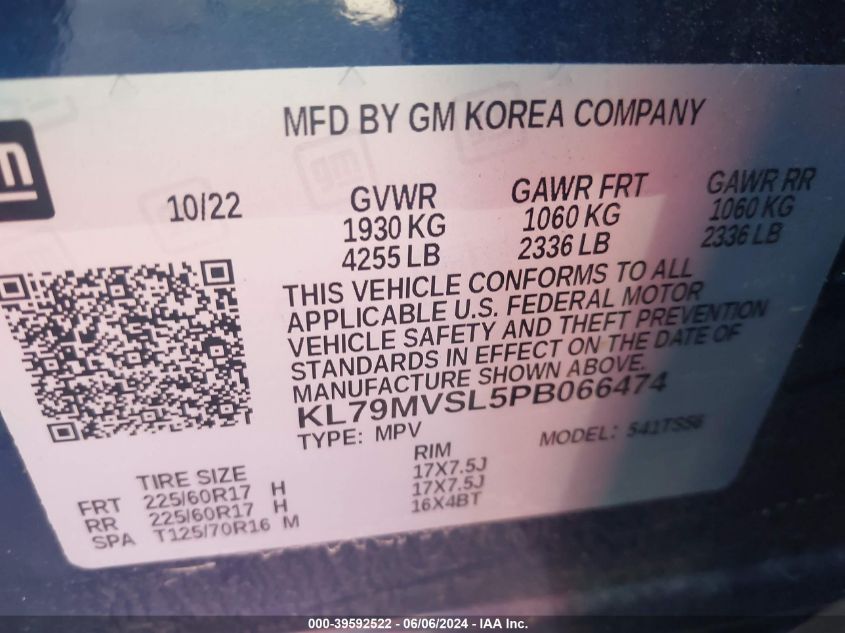 MFD BY GM KOREA COMPANY
10/22 GVWR GAWR FRT GAWR RR
1930 KG 1060 KG 1060 KG
4255 LB 2336 LB 2336 LB
THIS VEHICLE CONFORMS TO ALL
APPLICABLE U.S. FEDERAL MOTOR
VEHICLE SAFETY AND THEFT PREVENTION
STANDARDS IN EFFECT ON THE DATE OF
MANUFACTURE SHOWN ABOVE.
KL79MVSL5PB066474
TYPE: MPV MODEL:
TIRE SIZE RIM
FRT 225/60R17 H 17X7.5J
RR 225/60R17 H 17X7.5J
SPA T125/70R16 M 16X4BT
000-39592522 - 06/06/2024 - IAA Inc.